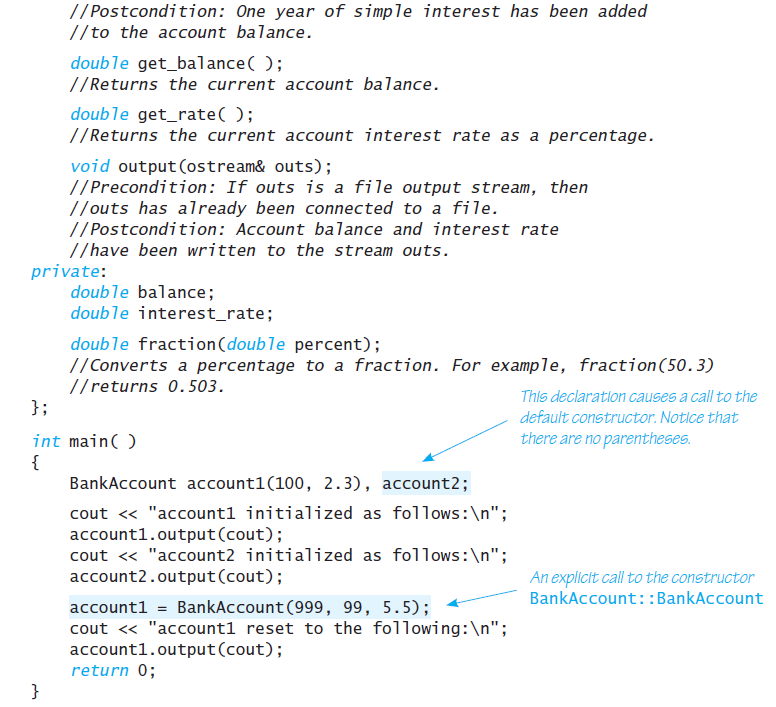 //Postcondition: One year of simple interest has been added
//to the account balance.
double get_balance( );
//Returns the current account balance.
double get_rate( );
//Returns the current account interest rate as a percentage.
void output(ostream& outs);
//Precondition: If outs is a file output stream, then
//outs has already been connected to a file.
//Postcondition: Account balance and interest rate
//have been written to the stream outs.
private:
double balance;
double interest_rate;
double fraction(double percent);
//Converts a percentage to a fraction. For example, fraction(50.3)
//returns 0.503.
};
This declaration causes a call to the
default constructor. Notice that
there are no parentheses.
int main( )
{
BankAccount account1(100, 2.3), account2;
cout << "account1 initialized as follows:\n";
account1.output(cout);
cout << "account2 initialized as follows:\n";
account2.output(cout);
An explicit call to the constructor
BankAccount::BankAccount
account1 = BankAccount(999, 99, 5.5);
cout << "account1 reset to the following:\n";
account1.output(cout);
return 0;
}